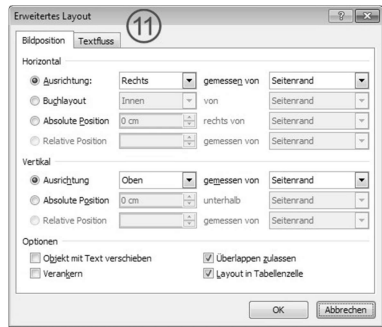 Erweitertes Layout
11
Bildposition Textfluss
Horizontal
Ausrichtung: Rechts gemessen von Seitenrand
Buchlayout Innen von Seitenrand
Absolute Position 0 cm rechts von Seitenrand
Relative Position gemessen von Seitenrand
Vertikal
Ausrichtung Oben gemessen von Seitenrand
Absolute Position 0 cm unterhalb Seitenrand
Relative Position gemessen von Seitenrand
Optionen
Objekt mit Text verschieben Überlappen zulassen
Verankern Layout in Tabellenzelle
OK Abbrechen